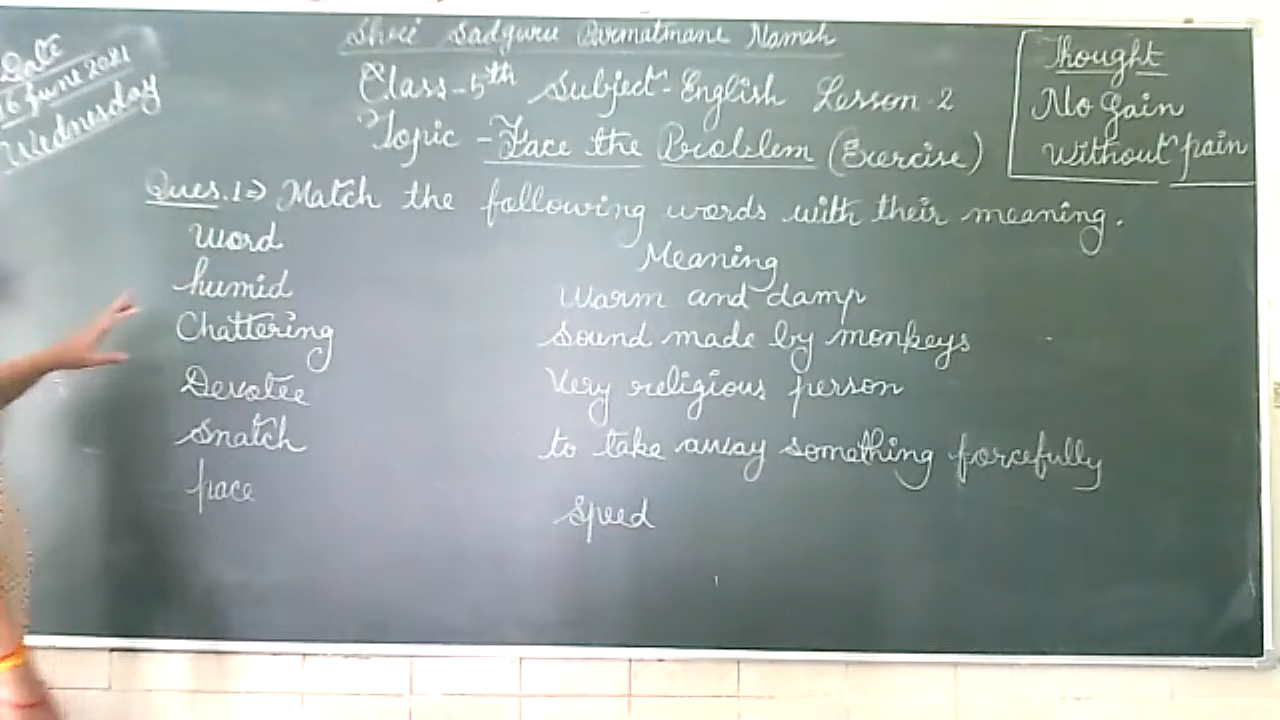 Shree Sadguru Parmatmane Namah
Date
16 June 2021
Wednesday
Class-5th Subject-English Lesson-2
Topic-Face the Problem (Exercise)
Thought
No Gain
without pain
Ques.1=> Match the following words with their meaning.
Word Meaning
humid Warm and damp
Chattering Sound made by monkeys
Devotee Very religious person
Snatch to take away something forcefully
pace Speed